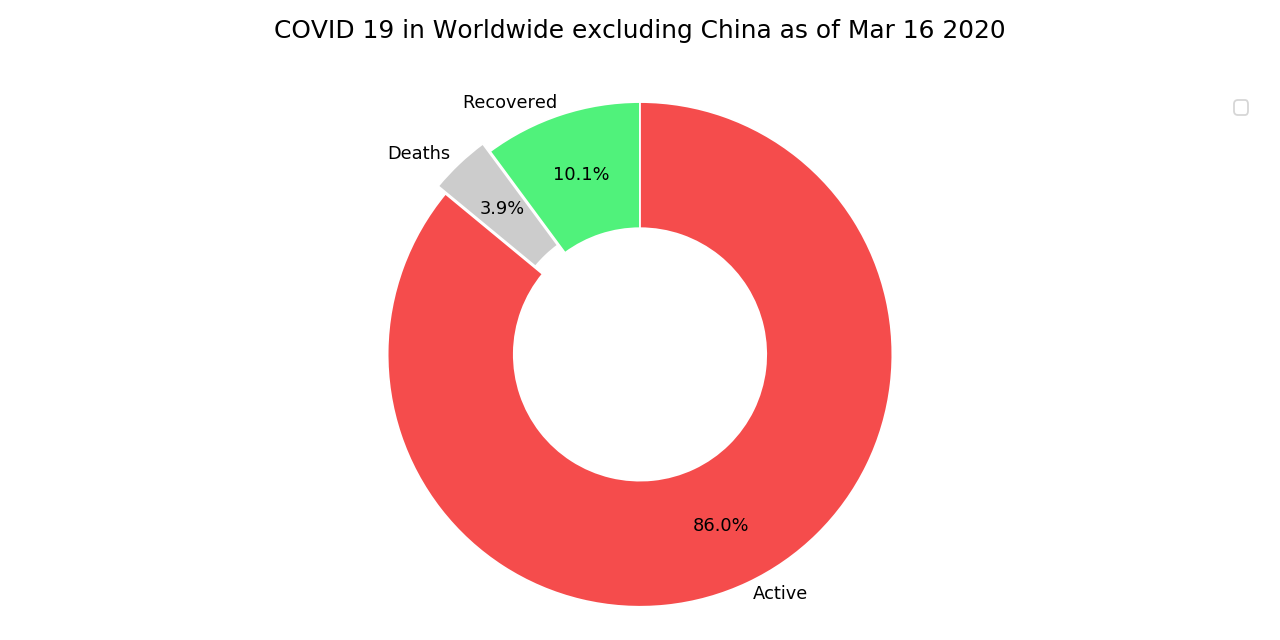 COVID 19 in Worldwide excluding China as of Mar 16 2020
Recovered
Deaths
10.1%
3.9%
86.0%
Active